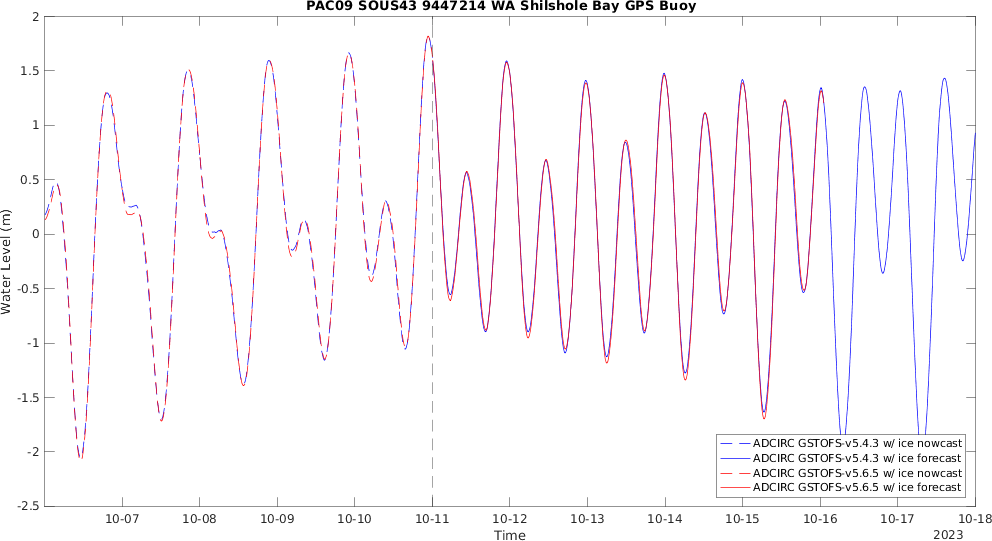 PAC09 SOUS43 9447214 WA Shilshole Bay GPS Buoy
Water Level (m)
2
1.5
1
0.5
0
-0.5
-1
-1.5
-2
-2.5
ADCIRC GSTOFS-v5.4.3 w/ ice nowcast
ADCIRC GSTOFS-v5.4.3 w/ ice forecast
ADCIRC GSTOFS-v5.6.5 w/ ice nowcast
ADCIRC GSTOFS-v5.6.5 w/ ice forecast
10-07 10-08 10-09 10-10 10-11 10-12 10-13 10-14 10-15 10-16 10-17 10-18
Time
2023